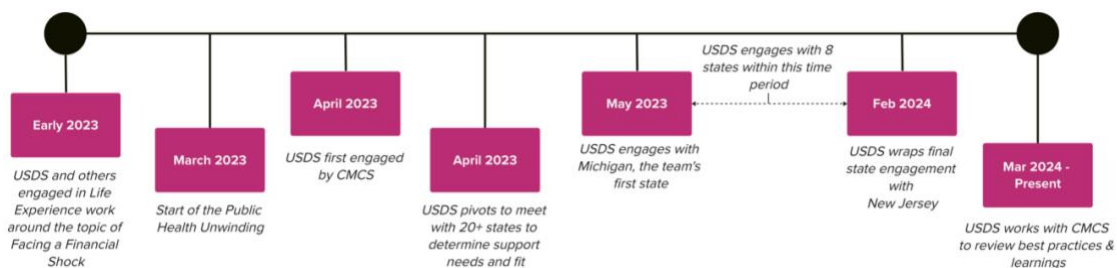 Early 2023
USDS and others
engaged in Life
Experience work
around the topic of
Facing a Financial
Shock
March 2023
Start of the Public
Health Unwinding
April 2023
USDS first engaged
by CMCS
April 2023
USDS pivots to meet
with 20+ states to
determine support
needs and fit
May 2023
USDS engages with
Michigan, the team's
first state
USDS engages with 8
states within this time
period
Feb 2024
USDS wraps final
state engagement
with
New Jersey
Mar 2024 -
Present
USDS works with CMCS
to review best practices &
learnings